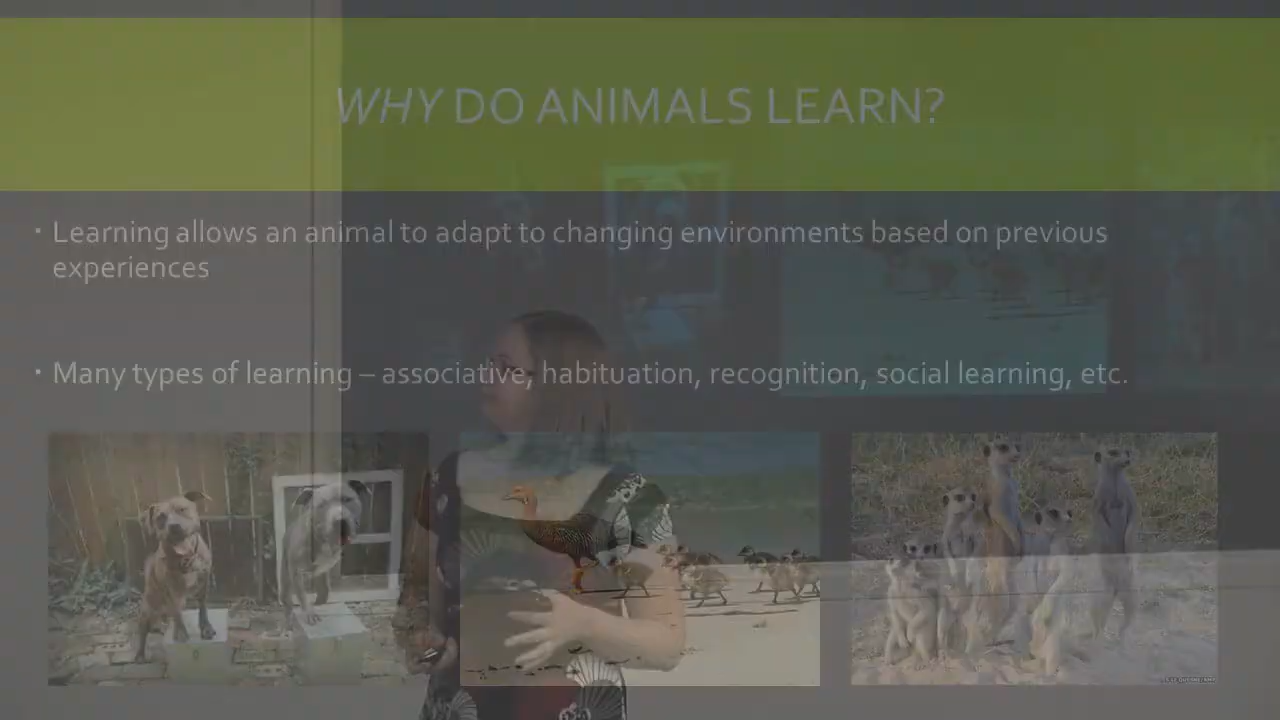 WHY DO ANIMALS LEARN?
▪ Learning allows an animal to adapt to changing environments based on previous
experiences
▪ Many types of learning – associative, habituation, recognition, social learning, etc.